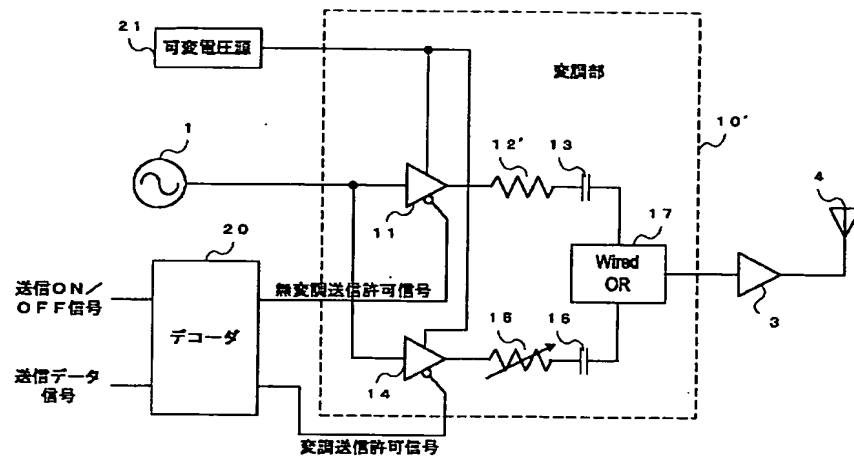 21
可変電圧源
変調部
10'
1
12'
13
4
11
17
Wired
OR
20
送信ON/
OFF信号
無変調送信許可信号
デコーダ
3
18
16
14
送信データ
信号
変調送信許可信号